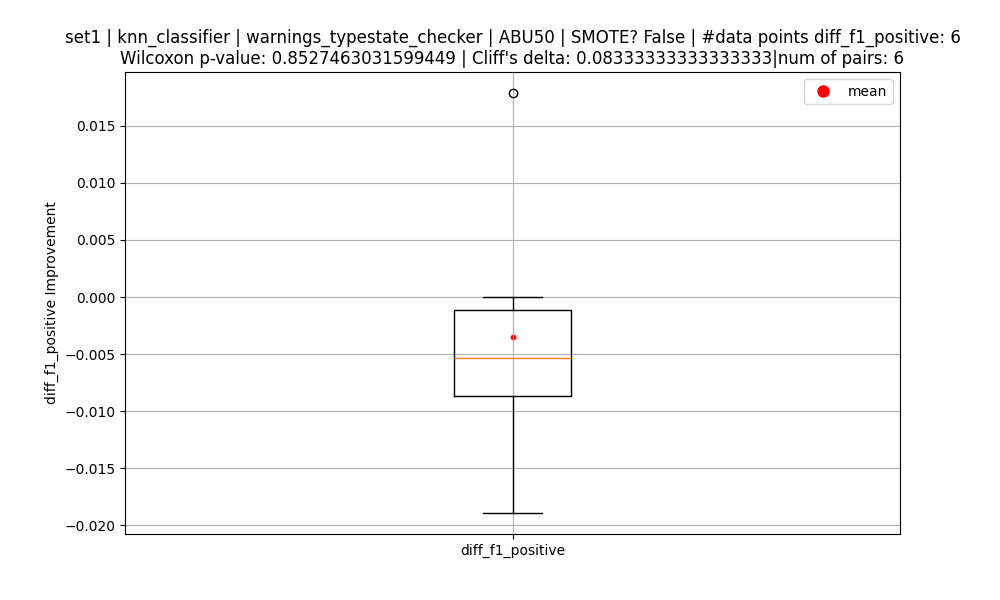 set1 | knn_classifier | warnings_typestate_checker | ABU50 | SMOTE? False | #data points diff_f1_positive: 6
Wilcoxon p-value: 0.8527463031599449 | Cliff's delta: 0.08333333333333333|num of pairs: 6
mean
0.015
0.010
0.005
0.000
−0.005
−0.010
−0.015
−0.020
diff_f1_positive Improvement
diff_f1_positive